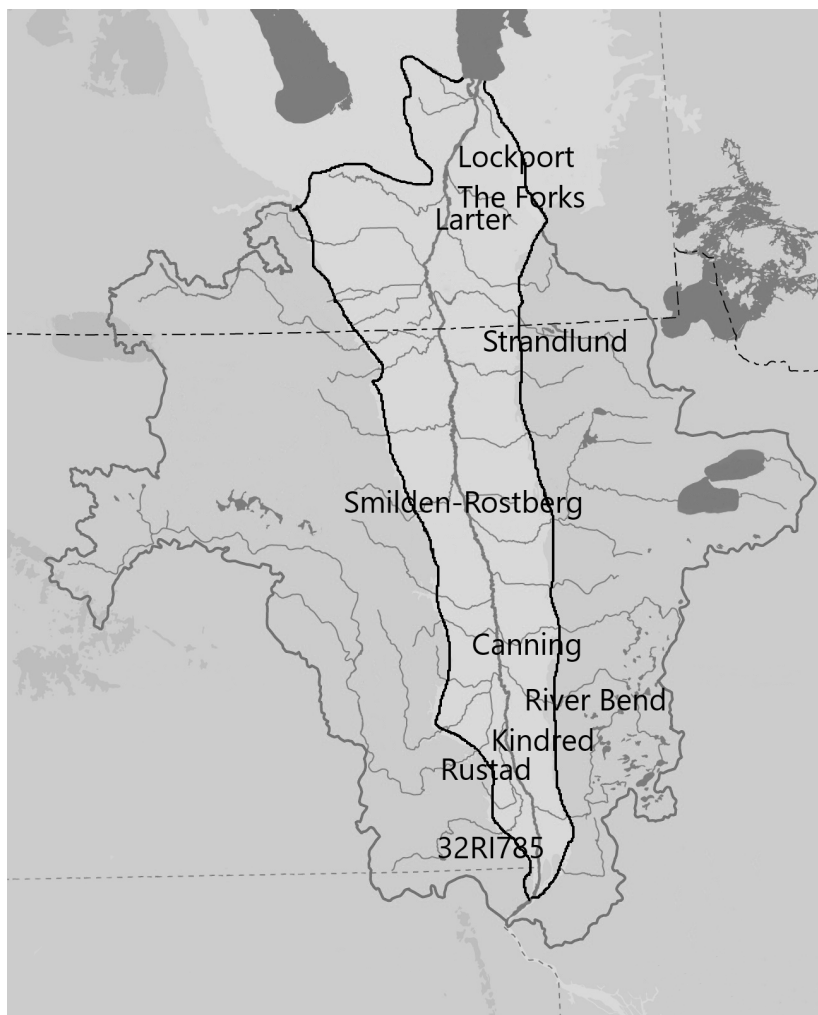 Lockport
The Forks
Larter
Strandlund
Smilden-Rostberg
Canning
River Bend
Kindred
Rustad
32RI785